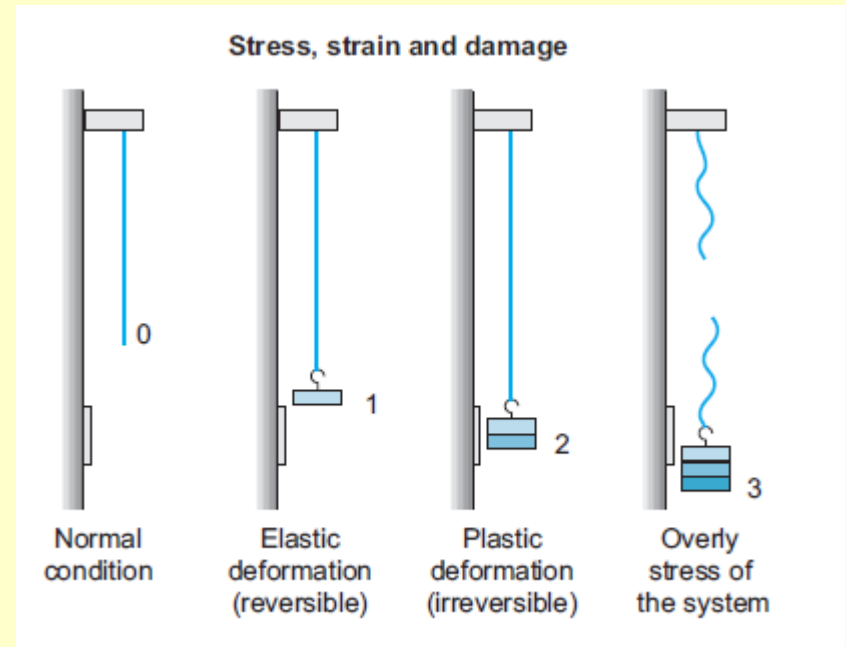 Stress, strain and damage
0
1
2
3
Normal
condition
Elastic
deformation
(reversible)
Plastic
deformation
(irreversible)
Overly
stress of
the system